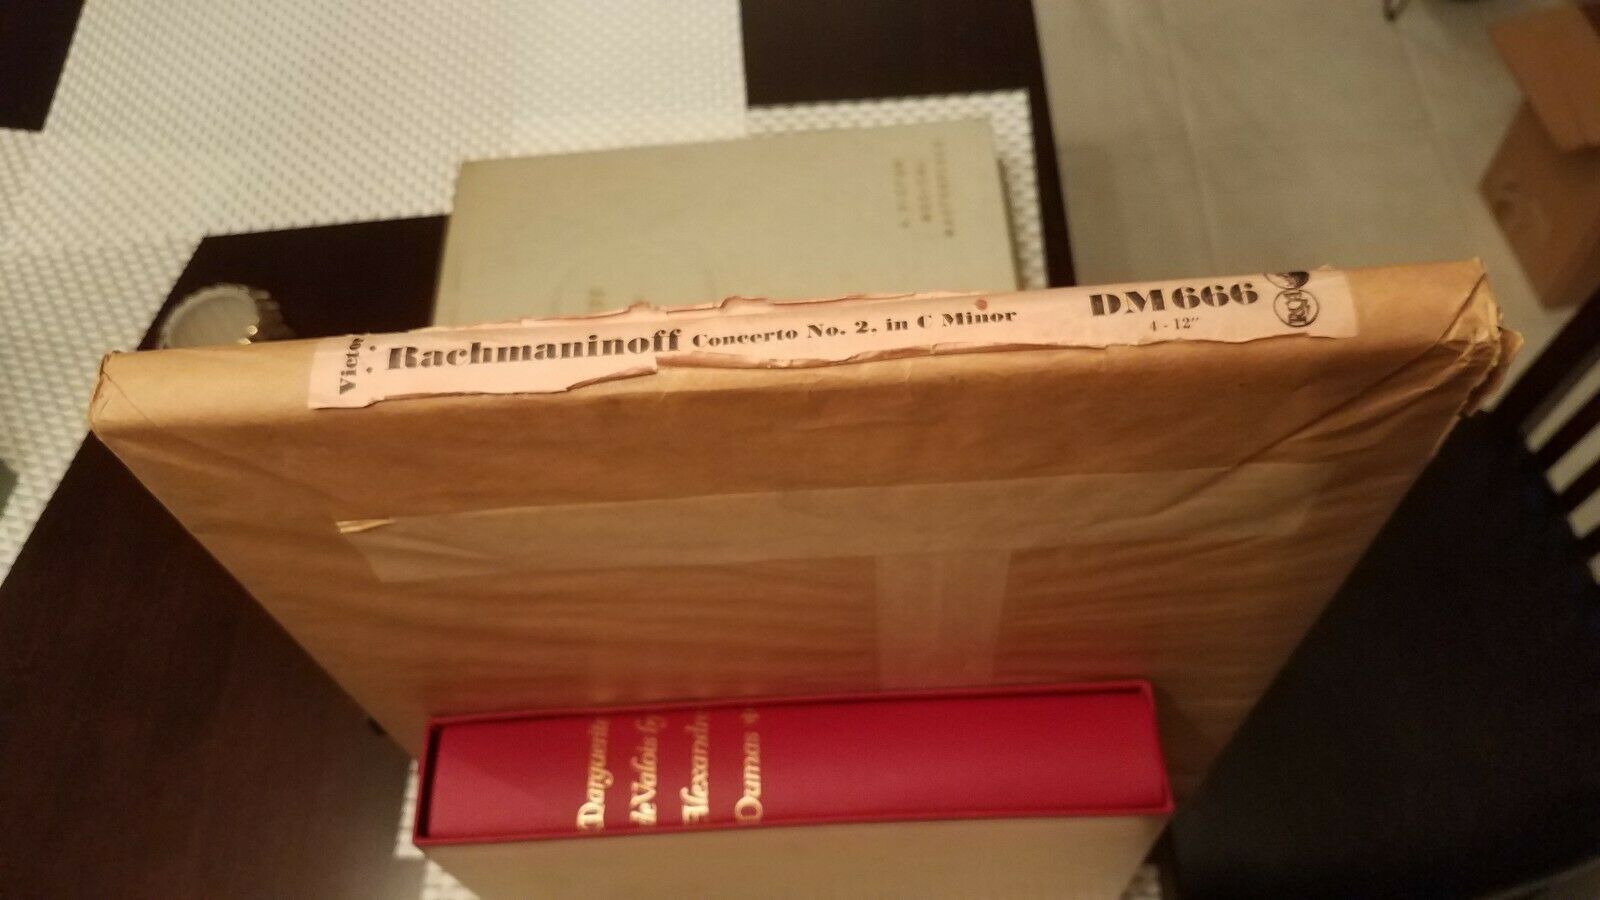 Victor
Rachmaninoff Concerto No. 2, in C Minor
DM666
4 - 12"
RCA
Marguerite
de Valois by
Alexandre
Dumas